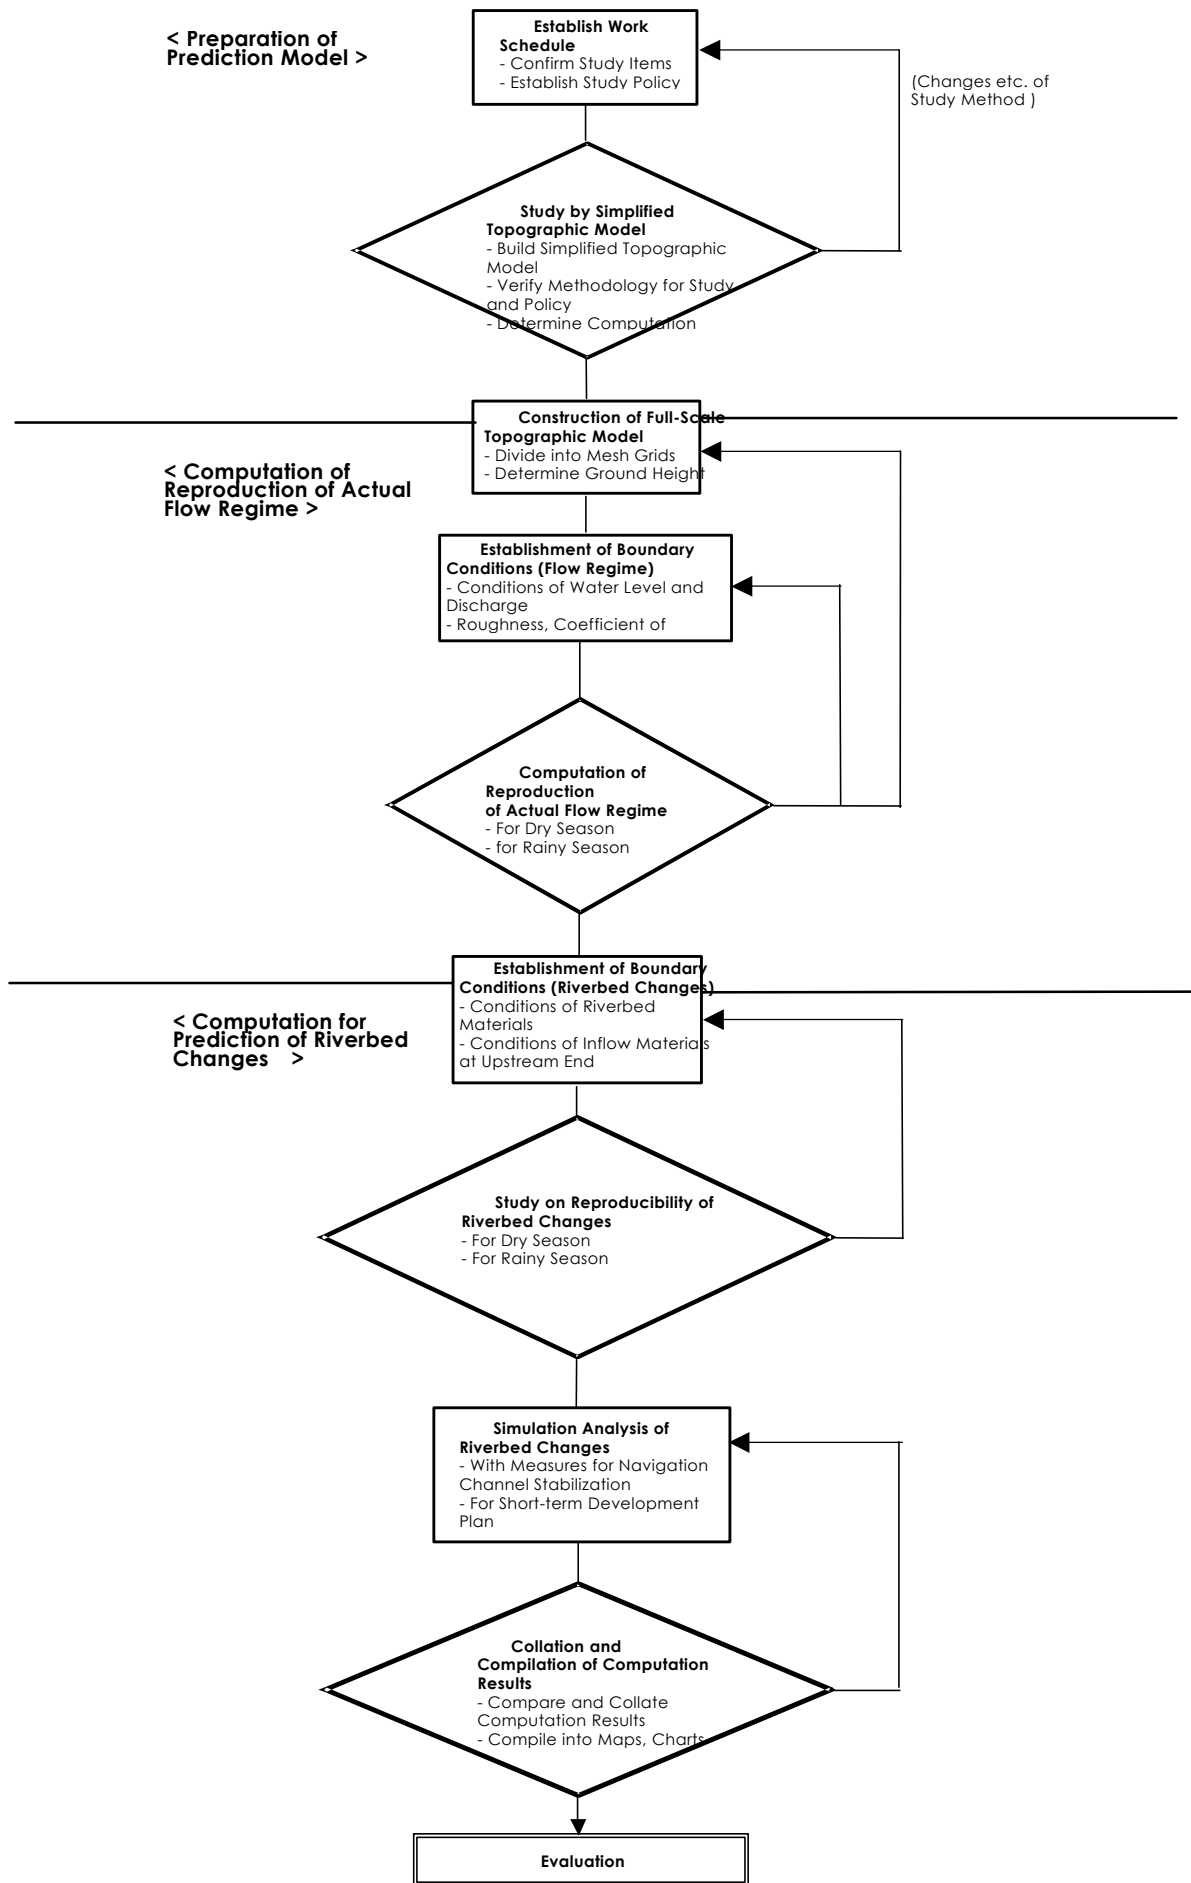 < Preparation of
Prediction Model >
Establish Work
Schedule
- Confirm Study Items
- Establish Study Policy
(Changes etc. of
Study Method )
Study by Simplified
Topographic Model
- Build Simplified Topographic
Model
- Verify Methodology for Study
and Policy
- Determine Computation
Construction of Full-Scale
Topographic Model
- Divide into Mesh Grids
- Determine Ground Height
< Computation of
Reproduction of Actual
Flow Regime >
Establishment of Boundary
Conditions (Flow Regime)
- Conditions of Water Level and
Discharge
- Roughness, Coefficient of
Computation of
Reproduction
of Actual Flow Regime
- For Dry Season
- for Rainy Season
Establishment of Boundary
Conditions (Riverbed Changes)
- Conditions of Riverbed
Materials
- Conditions of Inflow Materials
at Upstream End
< Computation for
Prediction of Riverbed
Changes >
Study on Reproducibility of
Riverbed Changes
- For Dry Season
- For Rainy Season
Simulation Analysis of
Riverbed Changes
- With Measures for Navigation
Channel Stabilization
- For Short-term Development
Plan
Collation and
Compilation of Computation
Results
- Compare and Collate
Computation Results
- Compile into Maps, Charts
Evaluation